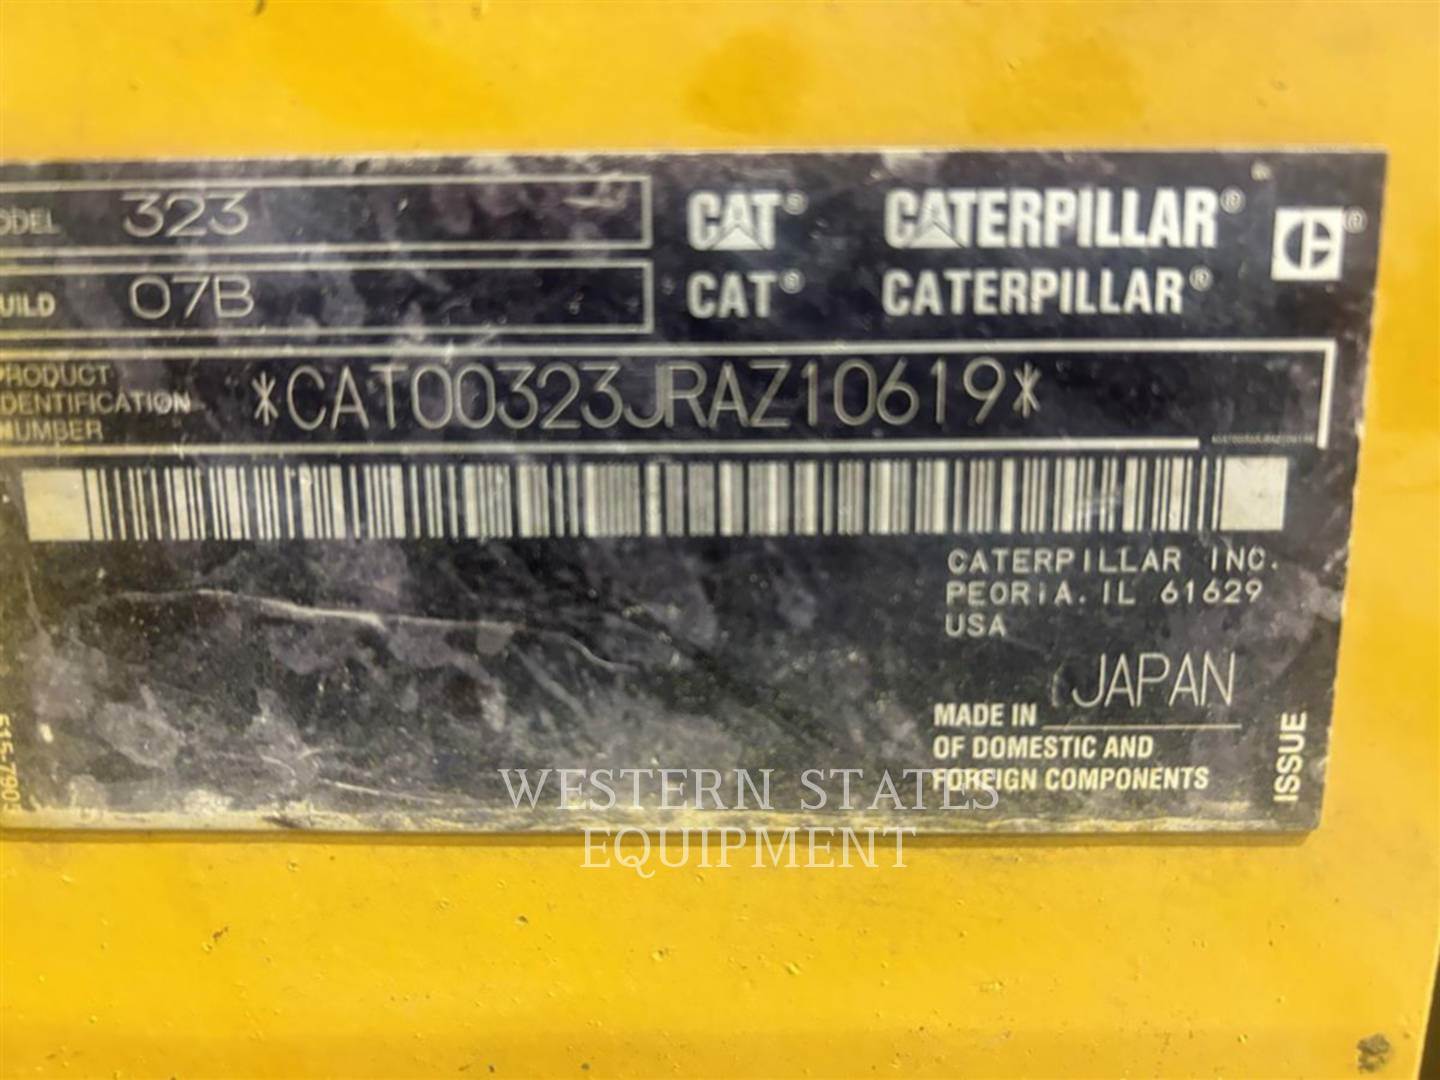 ODEL 323
UILD 07B
CAT® CATERPILLAR®
CAT® CATERPILLAR®
PRODUCT
IDENTIFICATION
NUMBER
*CAT00323JRAZ10619*
CATERPILLAR INC.
PEORIA, IL 61629
USA
MADE IN JAPAN
OF DOMESTIC AND
FOREIGN COMPONENTS
ISSUE
WESTERN STATES
EQUIPMENT